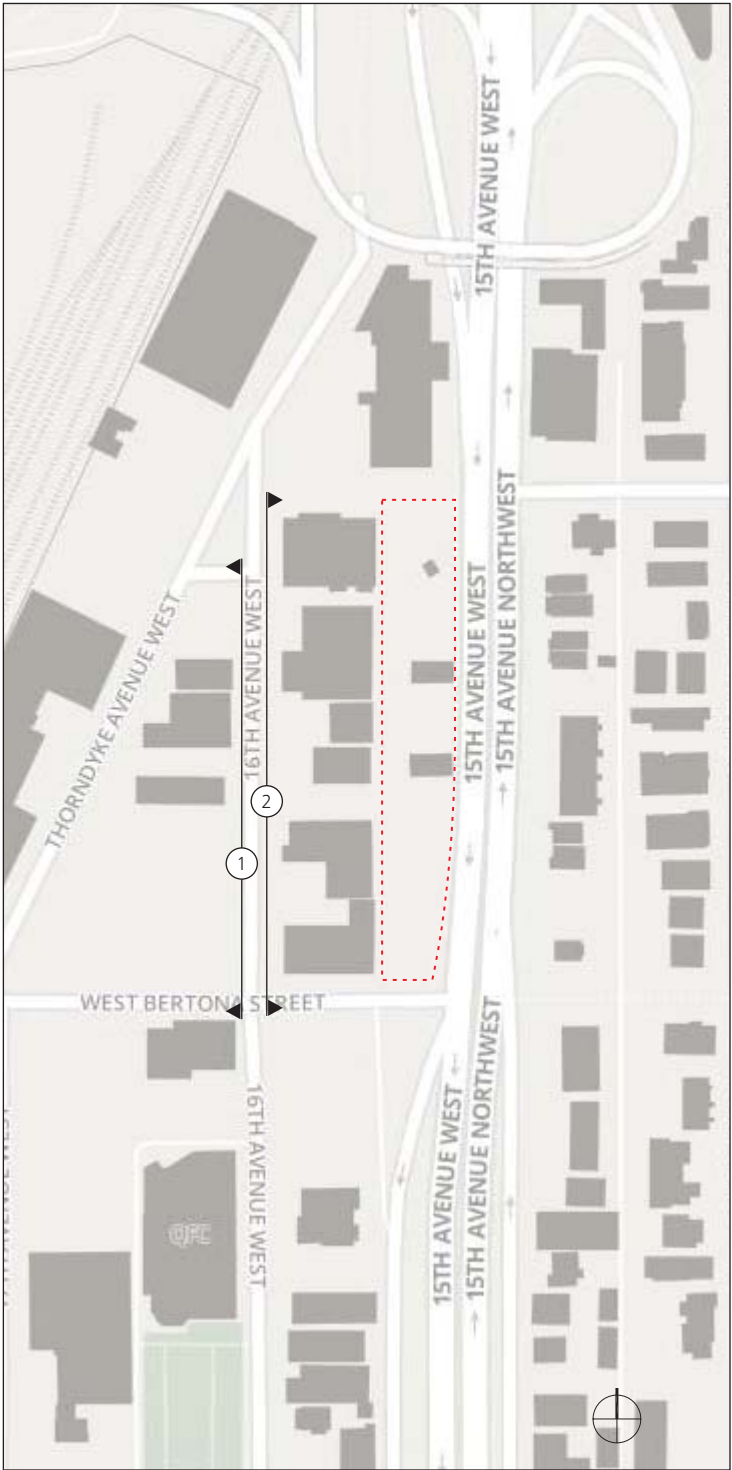 15TH AVENUE WEST
16TH AVENUE WEST
15TH AVENUE WEST
15TH AVENUE NORTHWEST
THORNDYKE AVENUE WEST
2
1
WEST BERTONA STREET
16TH AVENUE WEST
15TH AVENUE WEST
15TH AVENUE NORTHWEST
QFC